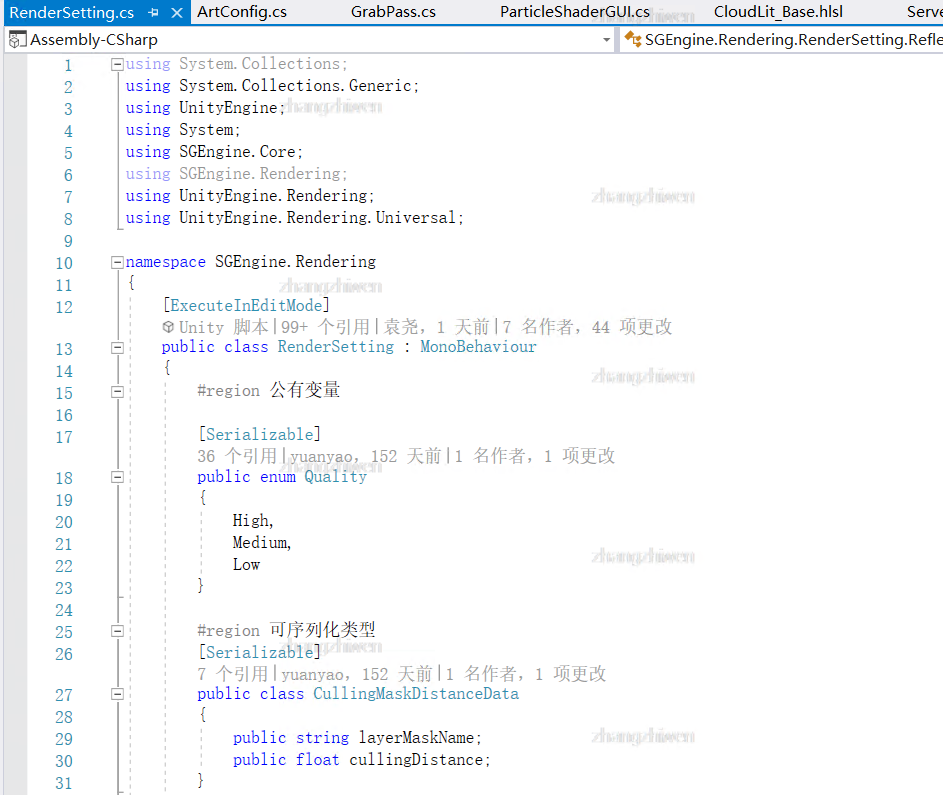 RenderSetting.cs ArtConfig.cs GrabPass.cs ParticleShaderGUI.cs CloudLit_Base.hlsl Serve
Assembly-CSharp SGEngine.Rendering.RenderSetting.Refle
1 using System.Collections;
2 using System.Collections.Generic;
3 using UnityEngine;
4 using System;
5 using SGEngine.Core;
6 using SGEngine.Rendering;
7 using UnityEngine.Rendering;
8 using UnityEngine.Rendering.Universal;
9
10 namespace SGEngine.Rendering
11 {
12 [ExecuteInEditMode]
Unity 脚本|99+ 个引用|袁尧, 1 天前|7 名作者, 44 项更改
13 public class RenderSetting : MonoBehaviour
14 {
15 #region 公有变量
16
17 [Serializable]
36 个引用|yuanyao, 152 天前|1 名作者, 1 项更改
18 public enum Quality
19 {
20 High,
21 Medium,
22 Low
23 }
24
25 #region 可序列化类型
26 [Serializable]
7 个引用|yuanyao, 152 天前|1 名作者, 1 项更改
27 public class CullingMaskDistanceData
28 {
29 public string layerMaskName;
30 public float cullingDistance;
31 }